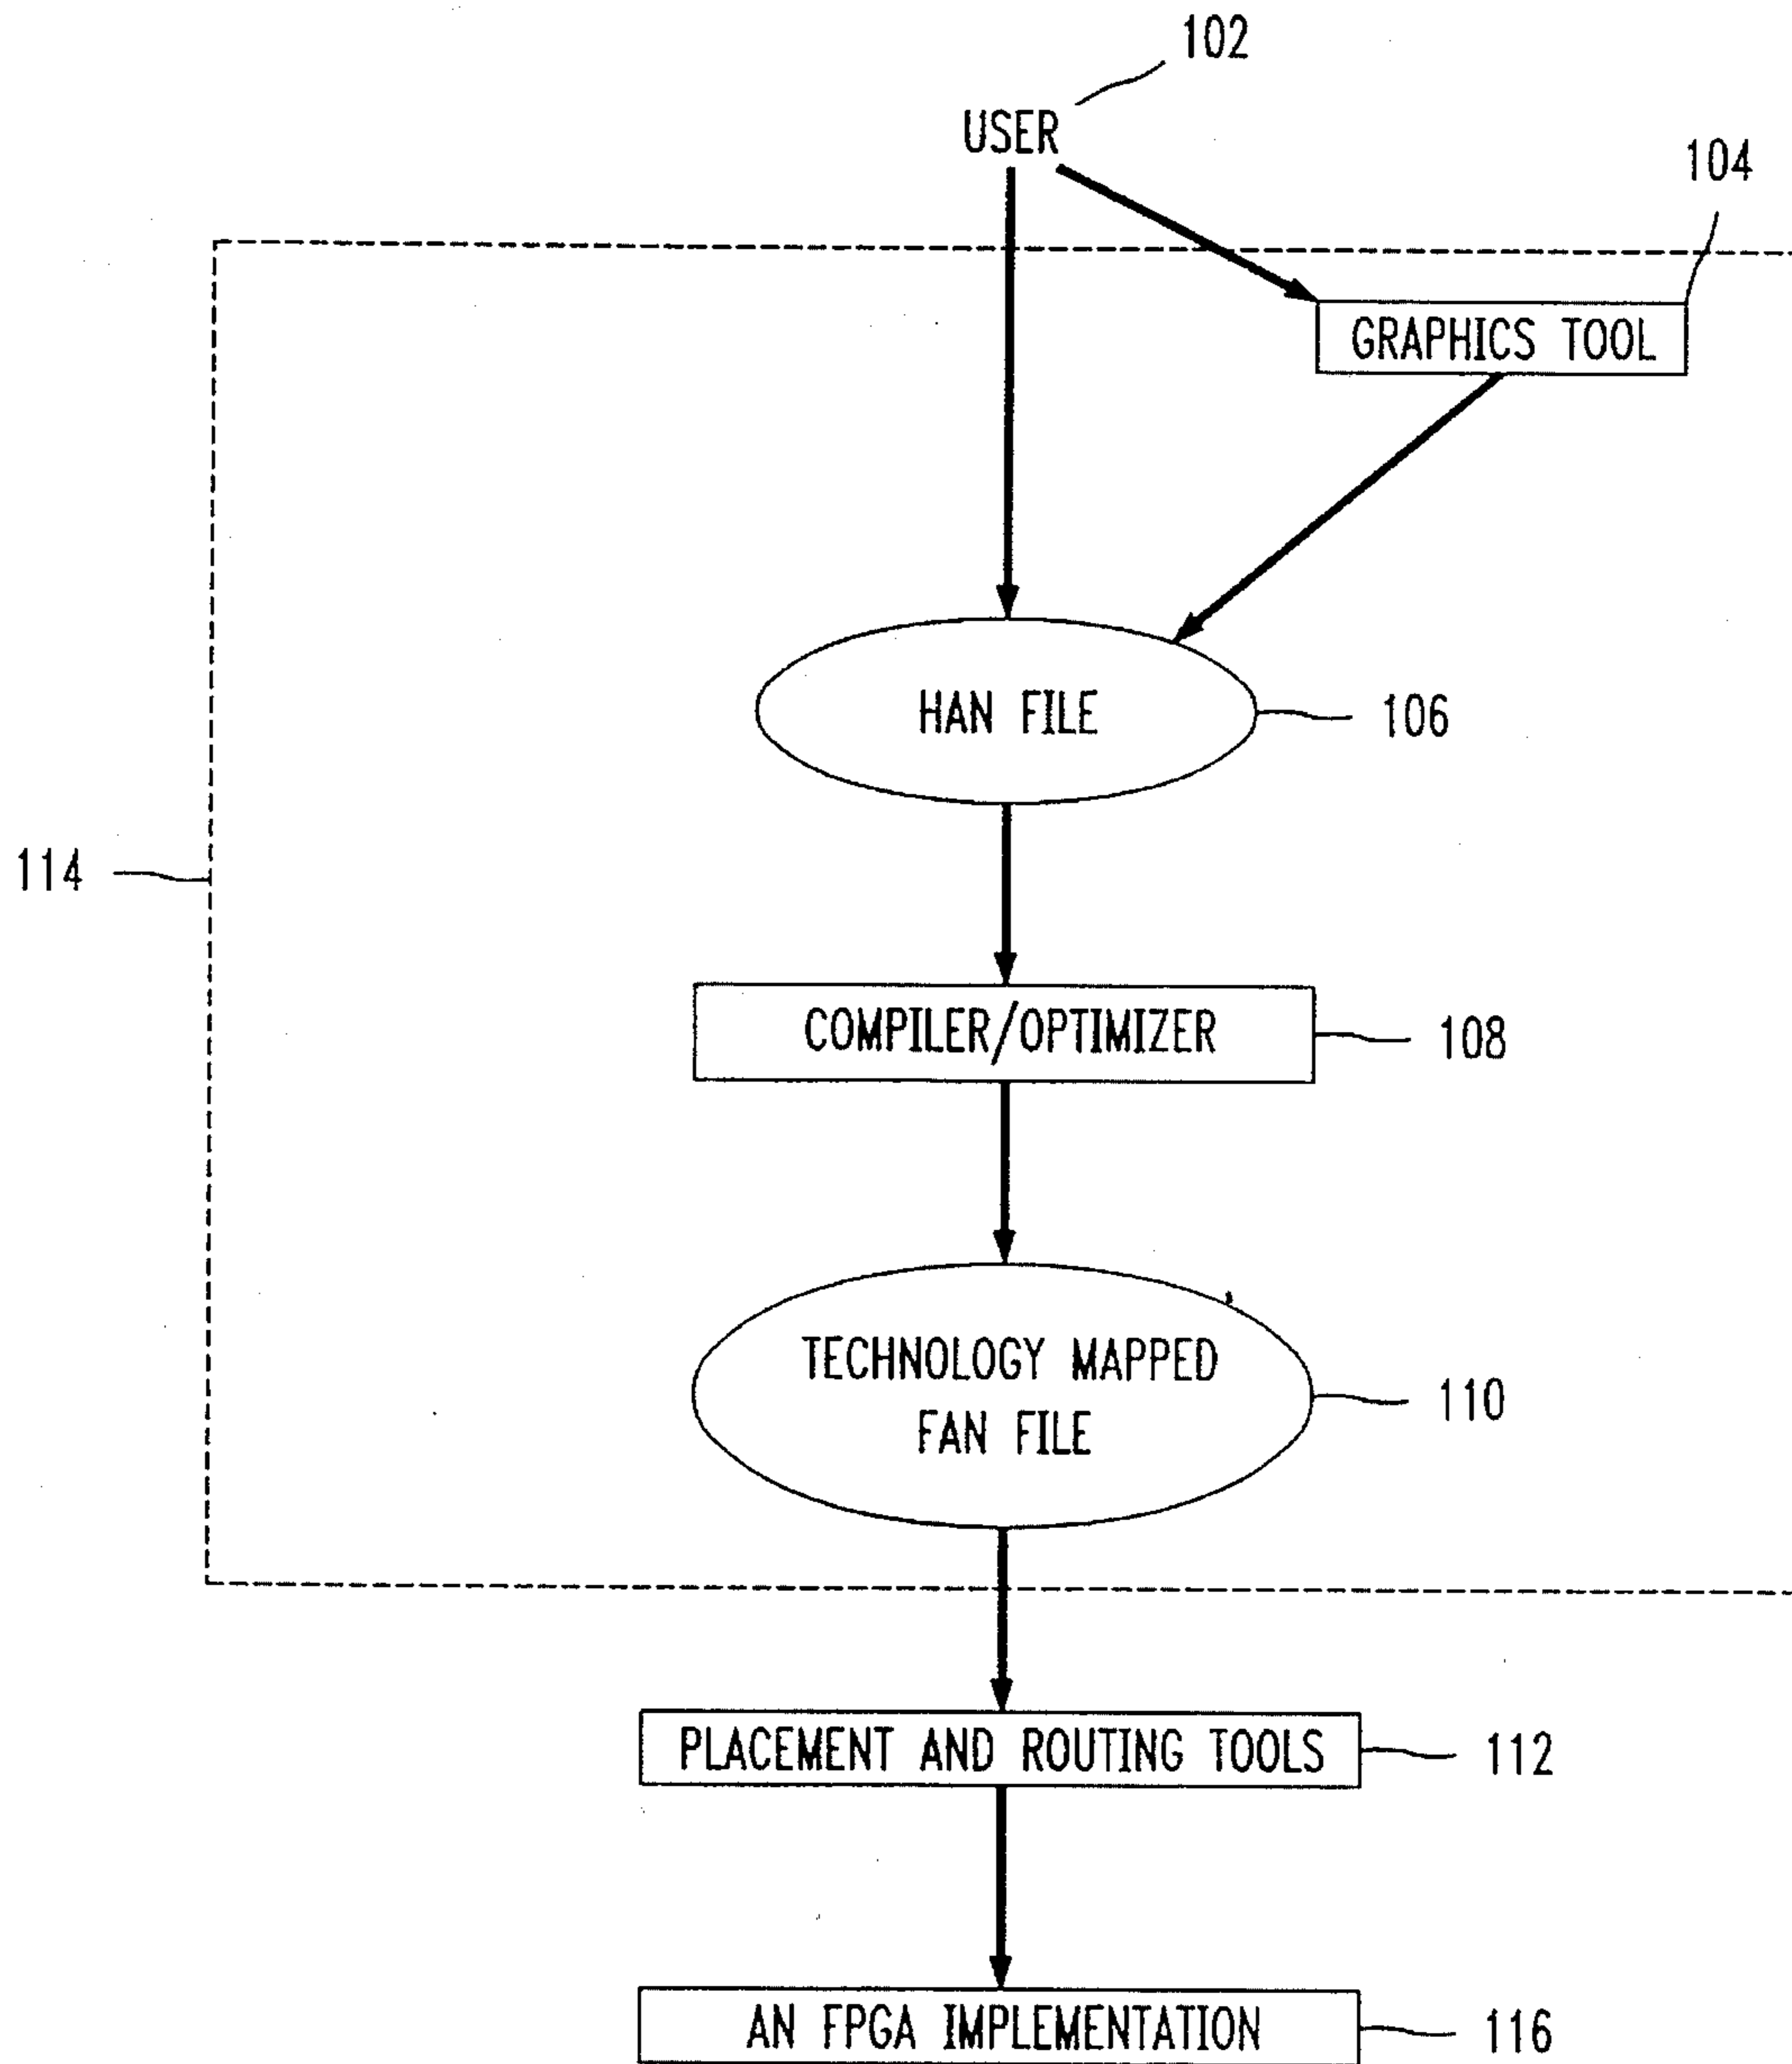 102
USER
104
GRAPHICS TOOL
HAN FILE
106
114
COMPILER/OPTIMIZER
108
TECHNOLOGY MAPPED
FAN FILE
110
PLACEMENT AND ROUTING TOOLS
112
AN FPGA IMPLEMENTATION
116